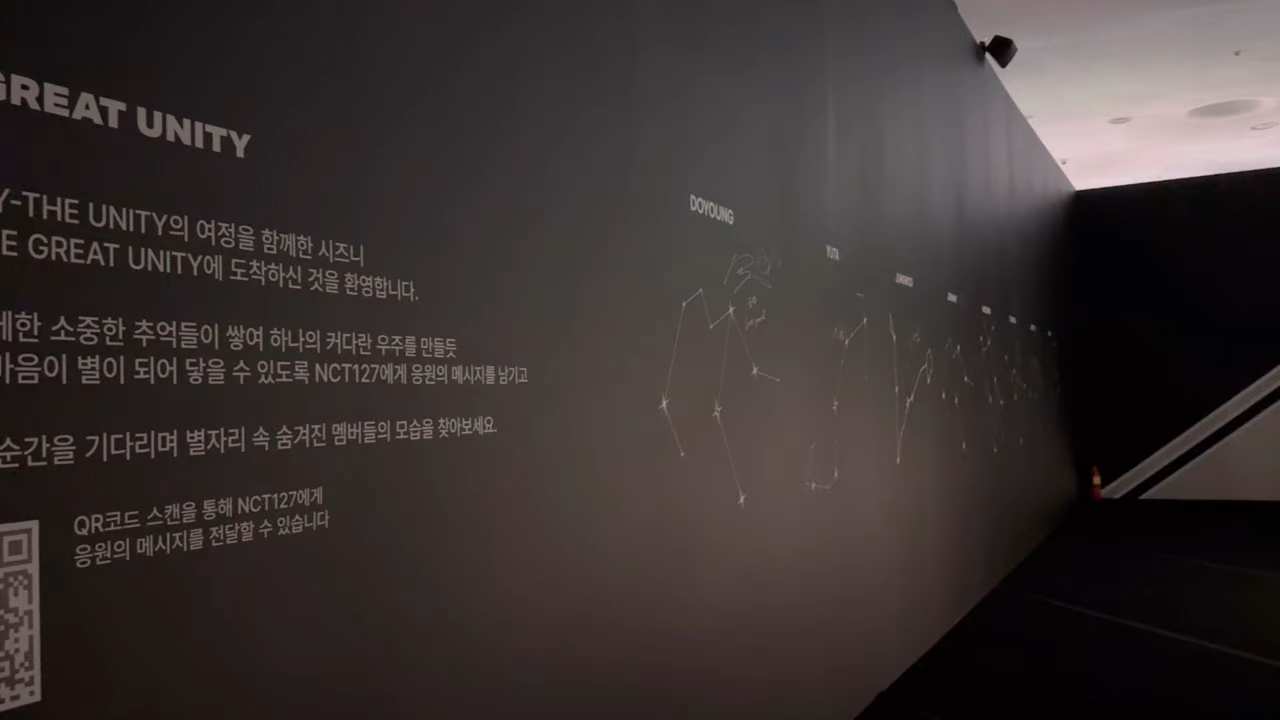 GREAT UNITY
Y-THE UNITY의 여정을 함께한 시즈니
E GREAT UNITY에 도착하신 것을 환영합니다.
께한 소중한 추억들이 쌓여 하나의 커다란 우주를 만들듯
마음이 별이 되어 닿을 수 있도록 NCT127에게 응원의 메시지를 남기고
순간을 기다리며 별자리 속 숨겨진 멤버들의 모습을 찾아보세요.
QR코드 스캔을 통해 NCT127에게
응원의 메시지를 전달할 수 있습니다
DOYOUNG
YUTA